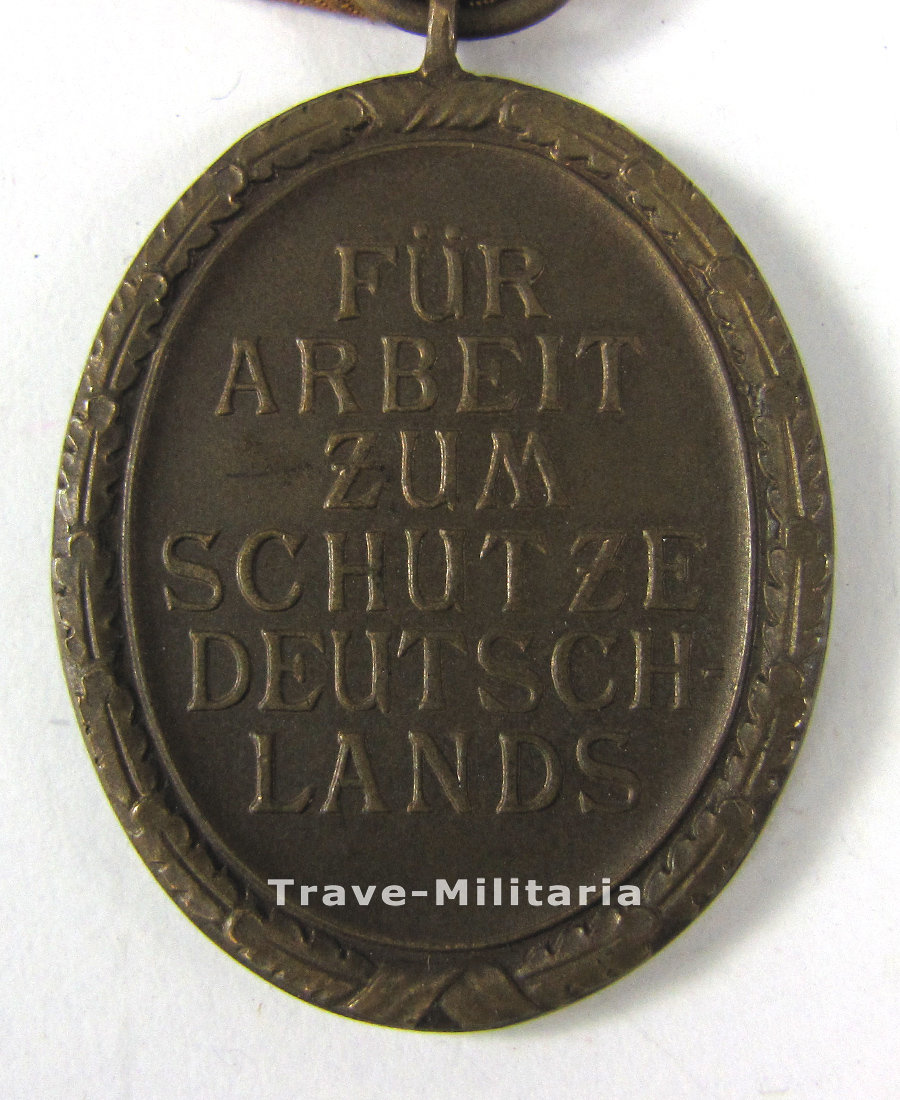 FÜR
ARBEIT
ZUM
SCHUTZE
DEUTSCH-
LANDS
Trave-Militaria